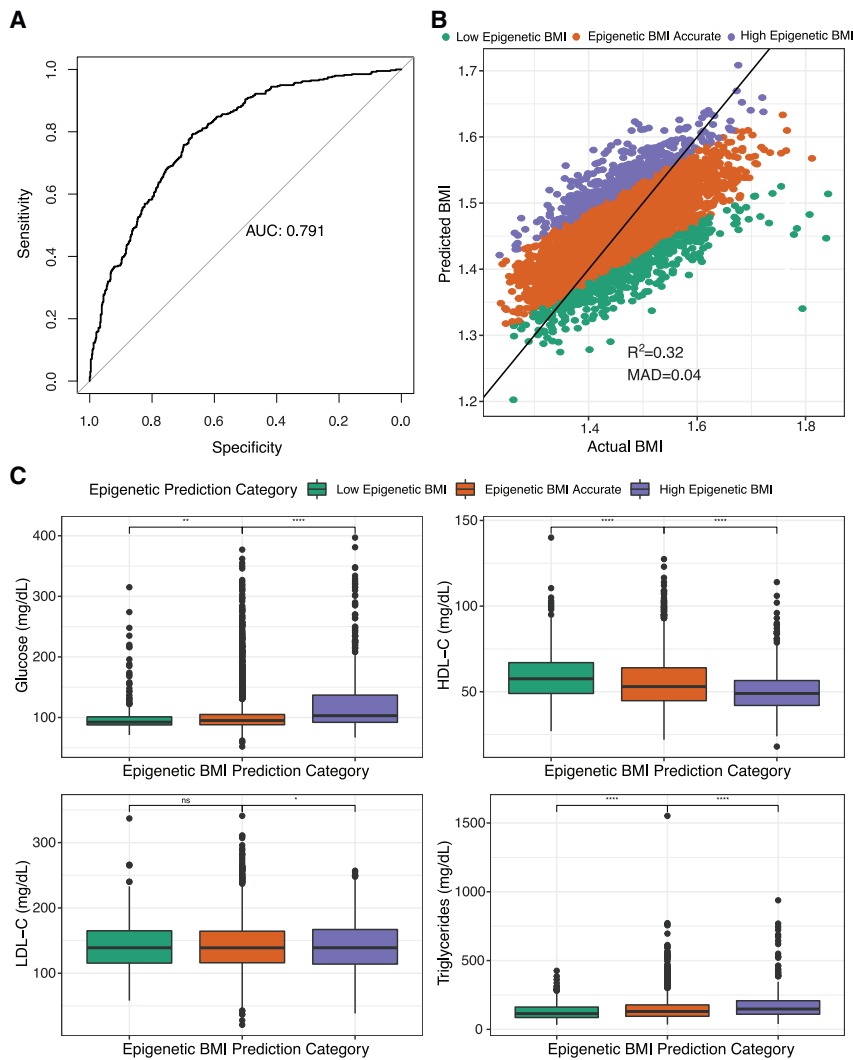 A
1.0
0.8
0.6
0.4
0.2
0.0
Sensitivity
AUC: 0.791
1.0 0.8 0.6 0.4 0.2 0.0
Specificity
B
Low Epigenetic BMI Epigenetic BMI Accurate High Epigenetic BMI
1.7
1.6
1.5
1.4
1.3
1.2
Predicted BMI
R²=0.32
MAD=0.04
1.4 1.6 1.8
Actual BMI
C
Epigenetic Prediction Category Low Epigenetic BMI Epigenetic BMI Accurate High Epigenetic BMI
** ****
400
300
200
100
Glucose (mg/dL)
Epigenetic BMI Prediction Category
**** ****
150
100
50
HDL−C (mg/dL)
Epigenetic BMI Prediction Category
ns *
300
200
100
LDL−C (mg/dL)
Epigenetic BMI Prediction Category
**** ****
1500
1000
500
0
Triglycerides (mg/dL)
Epigenetic BMI Prediction Category